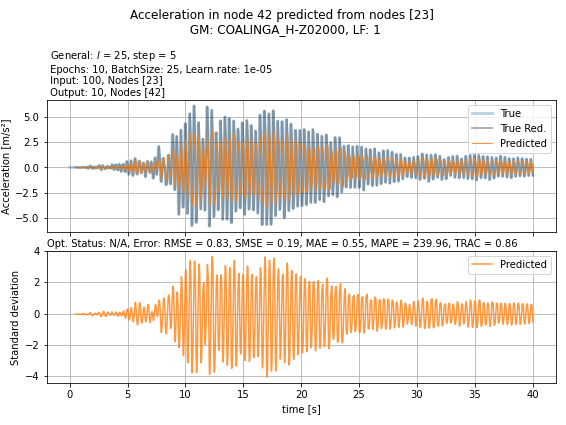 Acceleration in node 42 predicted from nodes [23]
GM: COALINGA_H-Z02000, LF: 1
General: l = 25, step = 5
Epochs: 10, BatchSize: 25, Learn.rate: 1e-05
Input: 100, Nodes [23]
Output: 10, Nodes [42]
Acceleration [m/s²]
5.0
2.5
0.0
−2.5
−5.0
True
True Red.
Predicted
Opt. Status: N/A, Error: RMSE = 0.83, SMSE = 0.19, MAE = 0.55, MAPE = 239.96, TRAC = 0.86
Standard deviation
4
2
0
−2
−4
Predicted
0 5 10 15 20 25 30 35 40
time [s]